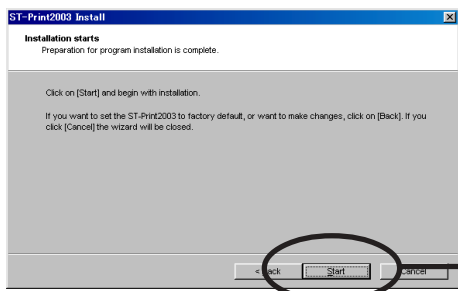 ST-Print2003 Install
Installation starts
Preparation for program installation is complete.
Click on [Start] and begin with installation.
If you want to set the ST-Print2003 to factory default, or want to make changes, click on [Back]. If you
click [Cancel] the wizard will be closed.
< Back Start Cancel